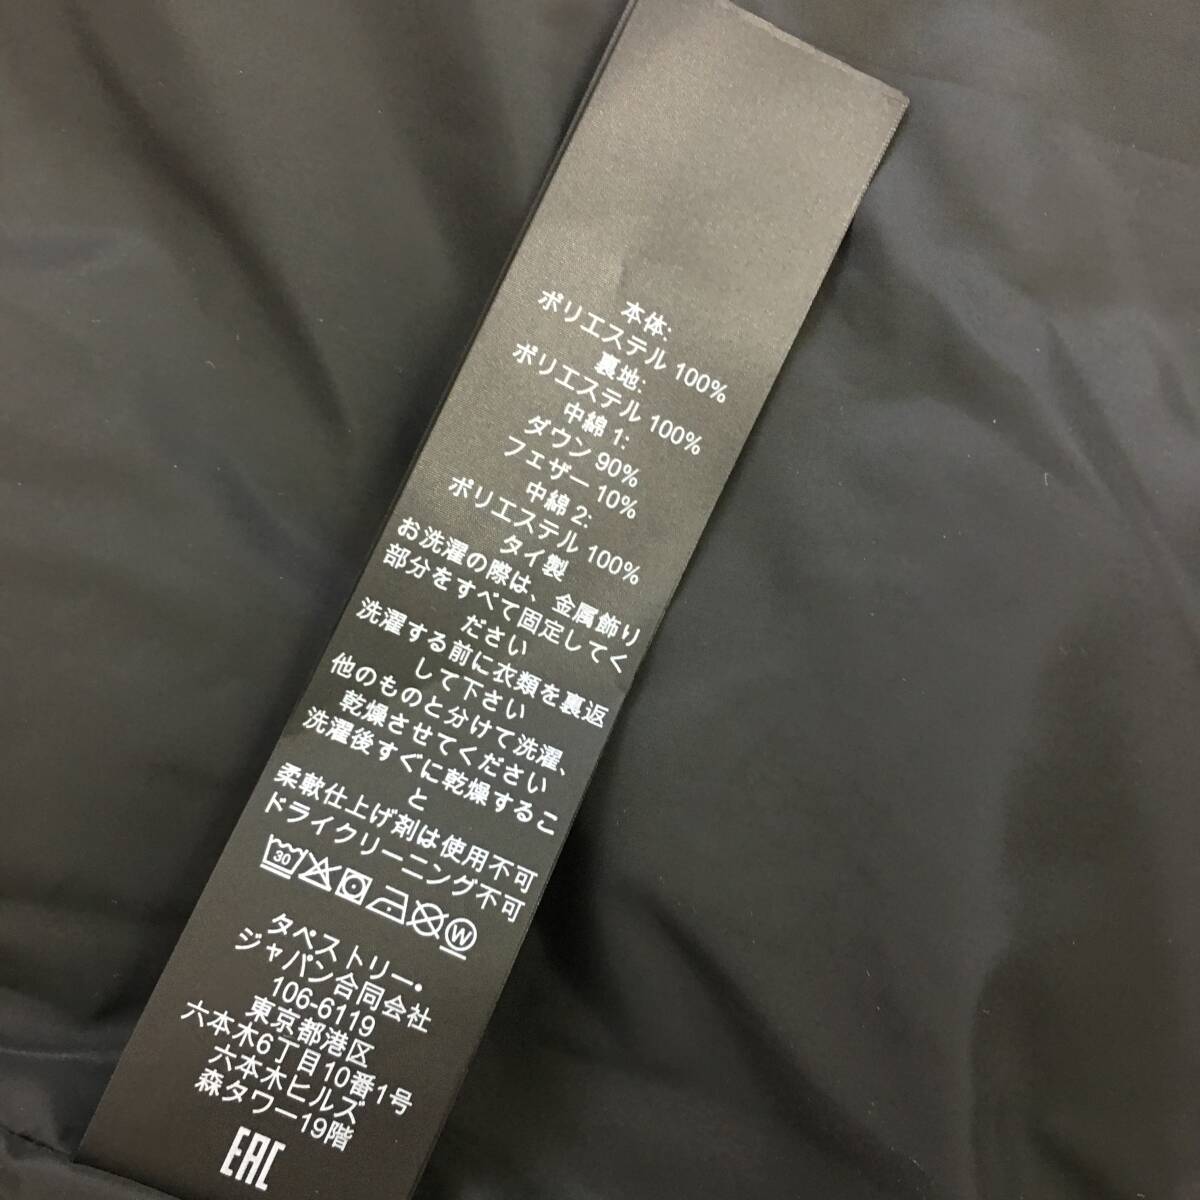 本体:
ポリエステル 100%
裏地:
ポリエステル 100%
中綿 1:
ダウン 90%
フェザー 10%
中綿 2:
ポリエステル 100%
タイ製
お洗濯の際は、金属飾り
部分をすべて固定してく
ださい
洗濯する前に衣類を裏返
して下さい
他のものと分けて洗濯、
乾燥させてください
洗濯後すぐに乾燥するこ
と
柔軟仕上げ剤は使用不可
ドライクリーニング不可
30
W
タペストリー・
ジャパン合同会社
106-6119
東京都港区
六本木6丁目10番1号
六本木ヒルズ
森タワー19階
EAC